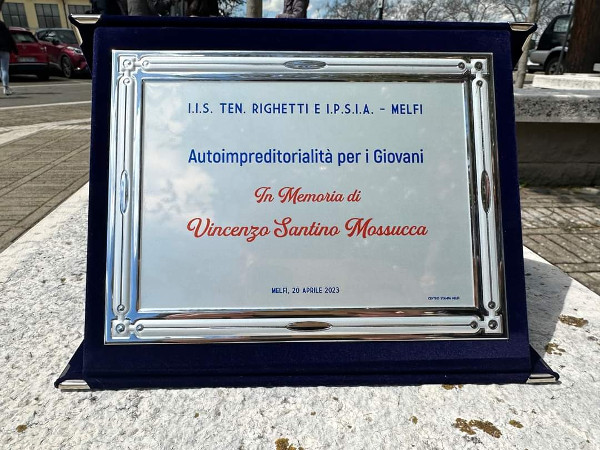 I.I.S. TEN. RIGHETTI E I.P.S.I.A. - MELFI
Autoimpreditorialità per i Giovani
In Memoria di
Vincenzo Santino Mossucca
MELFI, 20 APRILE 2023